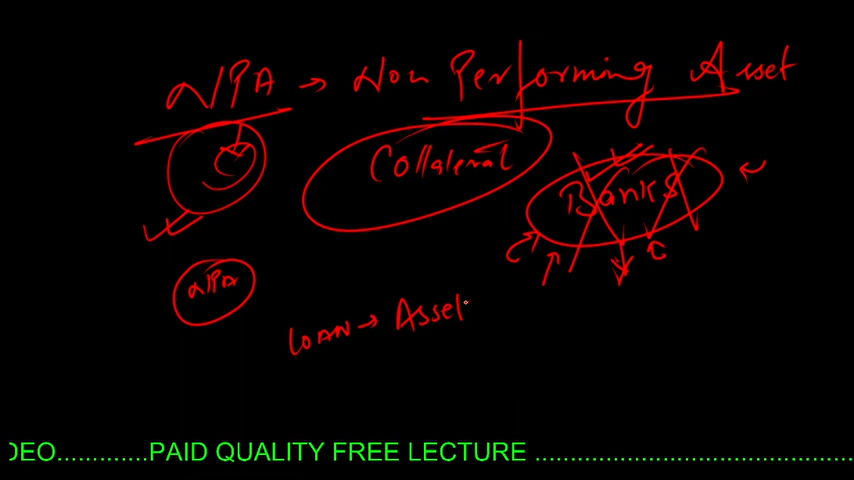 NPA → Non Performing Asset
Collateral
Banks
NPA
LOAN → Asset
DEO.............PAID QUALITY FREE LECTURE ............................................